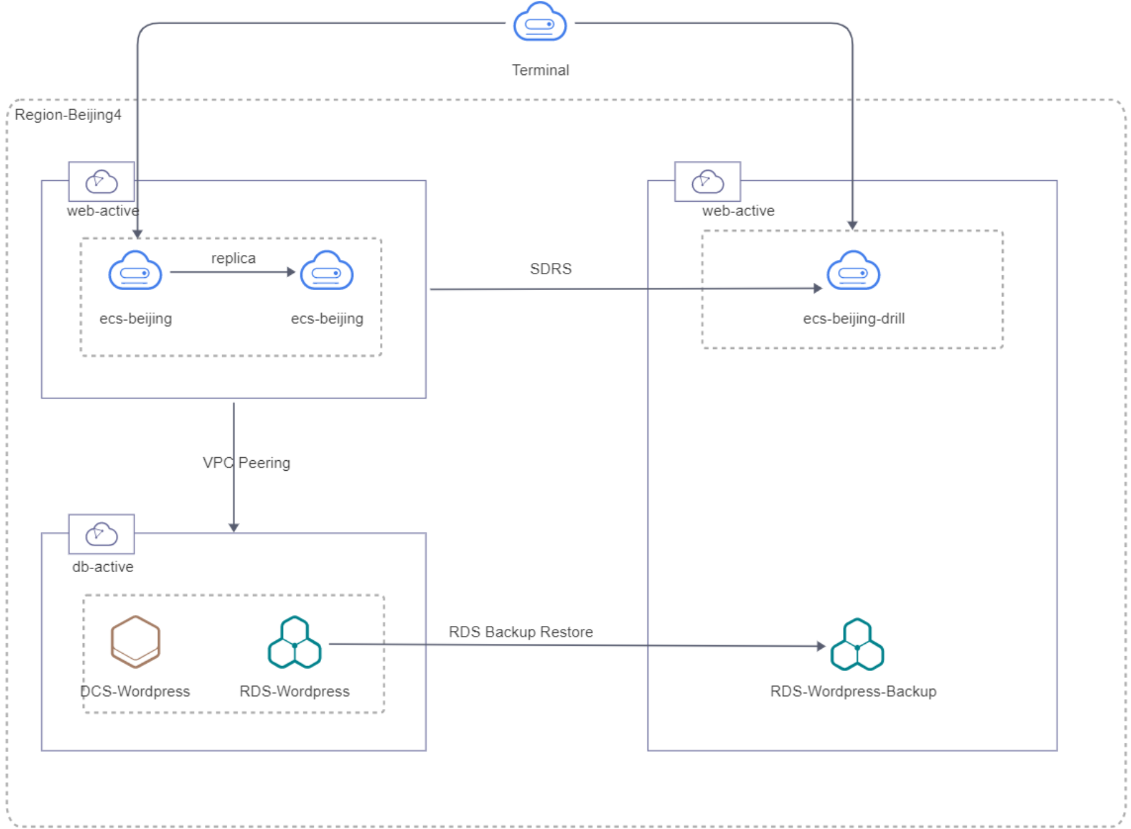 Terminal
Region-Beijing4
web-active
web-active
replica
SDRS
ecs-beijing
ecs-beijing
ecs-beijing-drill
VPC Peering
db-active
RDS Backup Restore
DCS-Wordpress
RDS-Wordpress
RDS-Wordpress-Backup